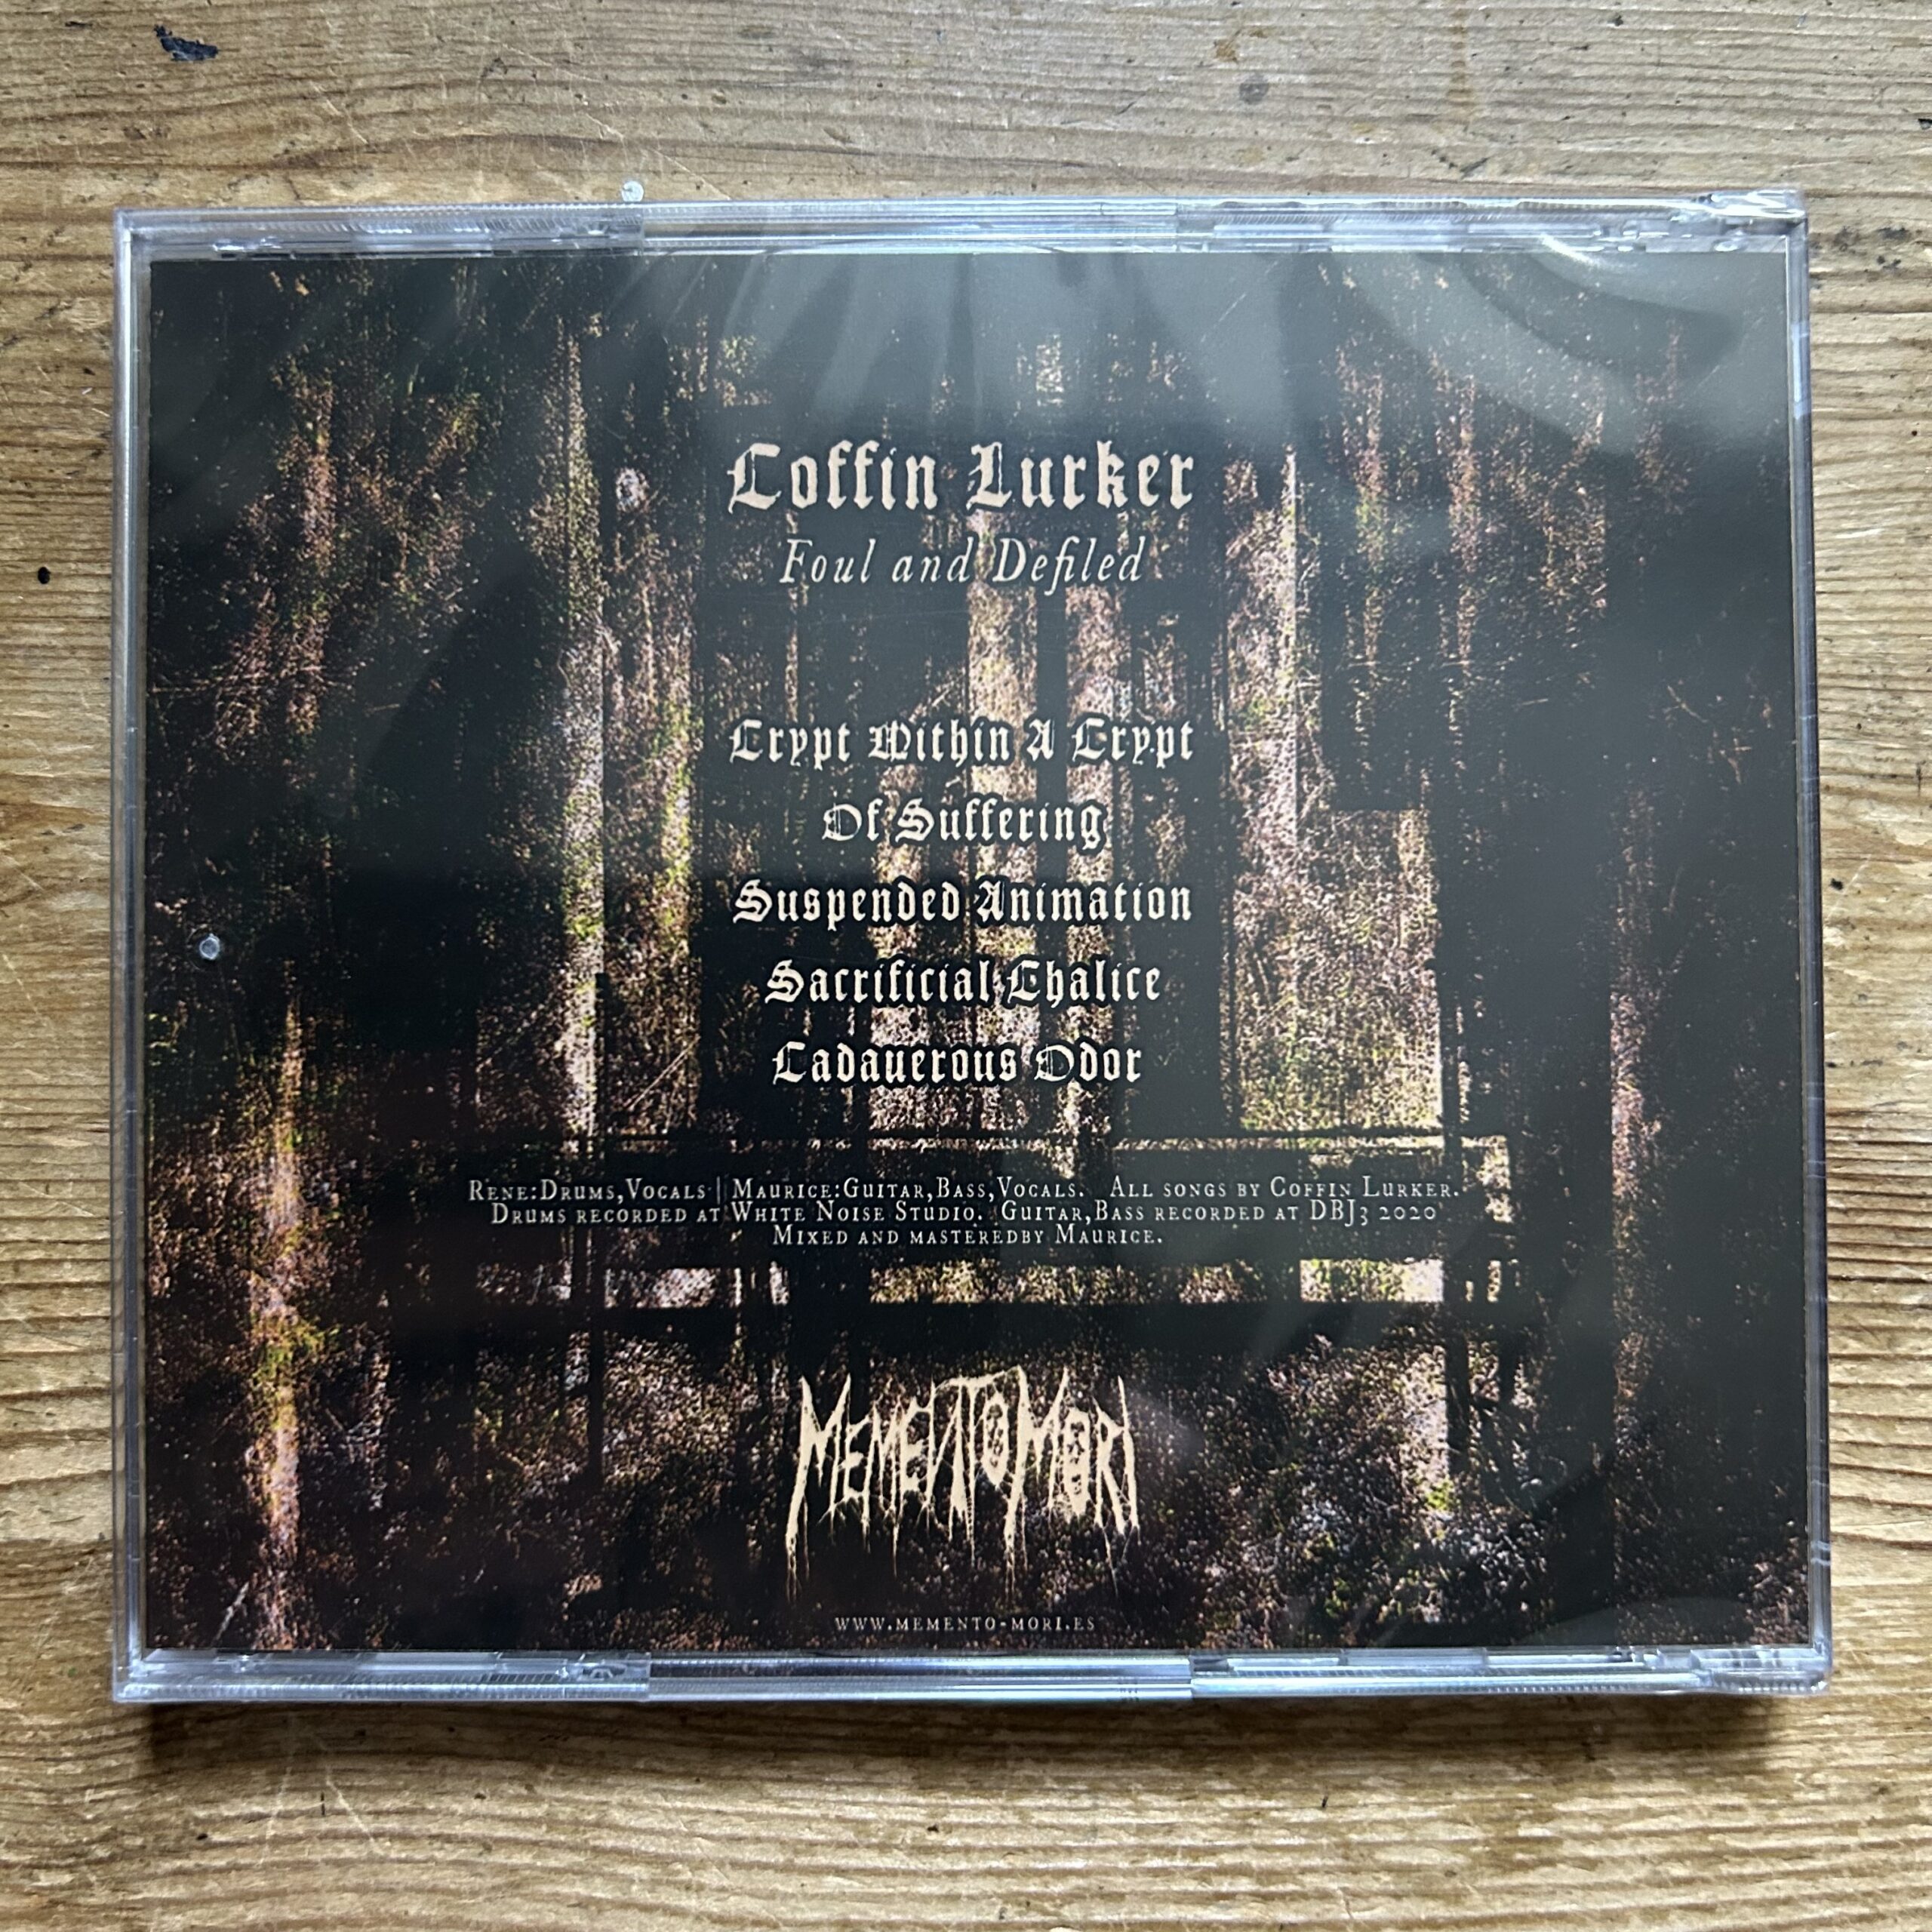 Coffin Lurker
Foul and Defiled
Crypt Within A Crypt
Of Suffering
Suspended Animation
Sacrificial Chalice
Cadaverous Odor
Rene:Drums,Vocals | Maurice:Guitar,Bass,Vocals. All songs by Coffin Lurker.
Drums recorded at White Noise Studio. Guitar,Bass recorded at DBJ3 2020
Mixed and masteredby Maurice.
Memento Mori
www.memento-mori.es